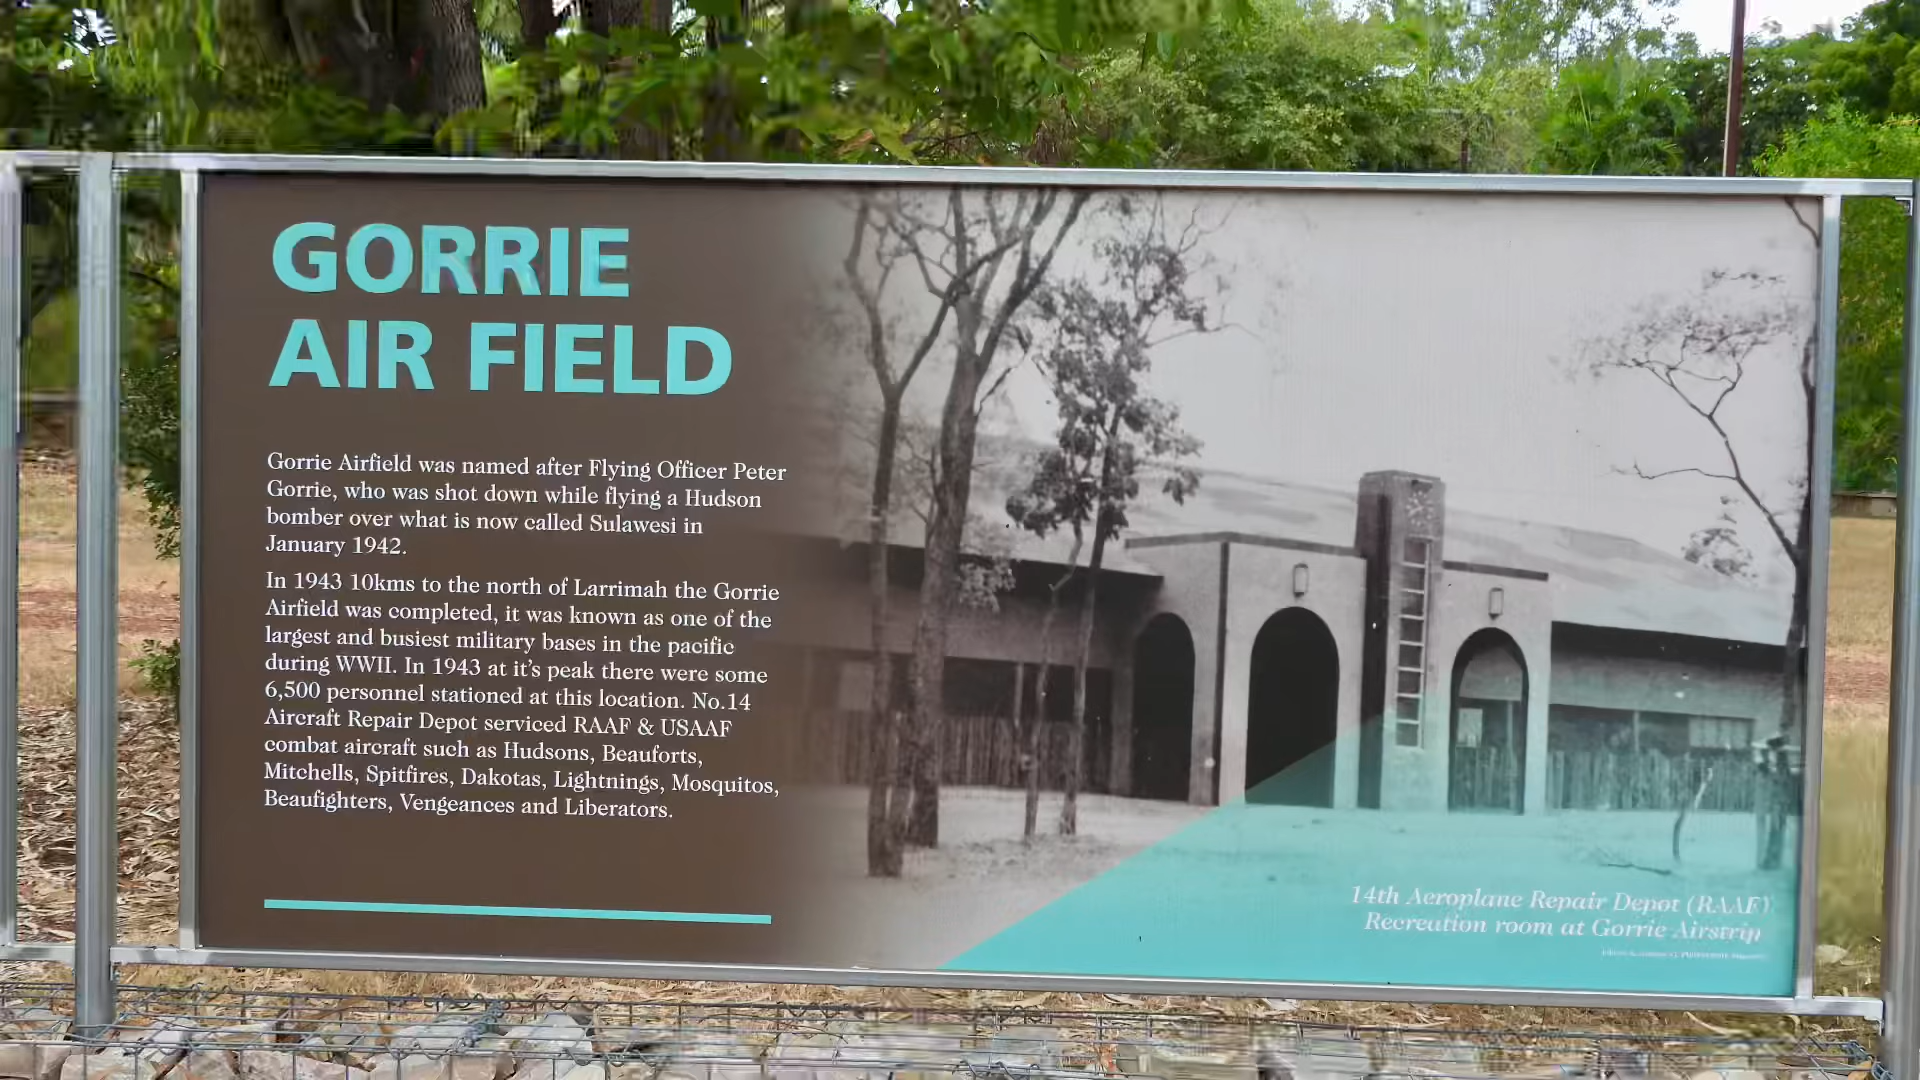 GORRIE
AIR FIELD
Gorrie Airfield was named after Flying Officer Peter
Gorrie, who was shot down while flying a Hudson
bomber over what is now called Sulawesi in
January 1942.
In 1943 10kms to the north of Larrimah the Gorrie
Airfield was completed, it was known as one of the
largest and busiest military bases in the pacific
during WWII. In 1943 at it's peak there were some
6,500 personnel stationed at this location. No.14
Aircraft Repair Depot serviced RAAF & USAAF
combat aircraft such as Hudsons, Beauforts,
Mitchells, Spitfires, Dakotas, Lightnings, Mosquitos,
Beaufighters, Vengeances and Liberators.
14th Aeroplane Repair Depot (RAAF)
Recreation room at Gorrie Airstrip